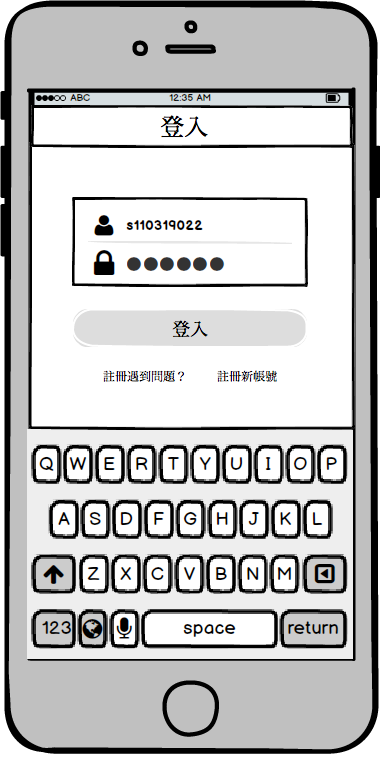 ABC 12:35 AM
登入
s110319022
登入
註冊遇到問題？ 註冊新帳號
Q W E R T Y U I O P
A S D F G H J K L
Z X C V B N M
123 space return